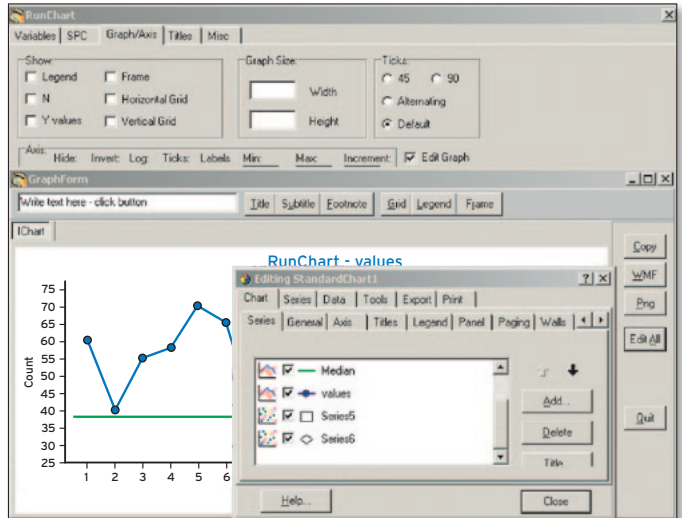 RunChart
Variables SPC Graph/Axis Titles Misc
Show: Graph Size: Ticks:
Legend Frame Width 45 90
N Horizontal Grid Alternating
Y values Vertical Grid Height Default
Axis: Hide: Invert: Log: Ticks: Labels Min: Max: Increment: Edit Graph
GraphForm
Write text here - click button Title Subtitle Footnote Grid Legend Frame
IChart
Copy
WMF
Png
Edit All
Quit
RunChart - values
Count
75
70
65
60
55
50
45
40
35
30
25
1 2 3 4 5 6
Editing StandardChart1
Chart Series Data Tools Export Print
Series General Axis Titles Legend Panel Paging Walls
Median
values
Series5
Series6
Add...
Delete
Title
Help...
Close